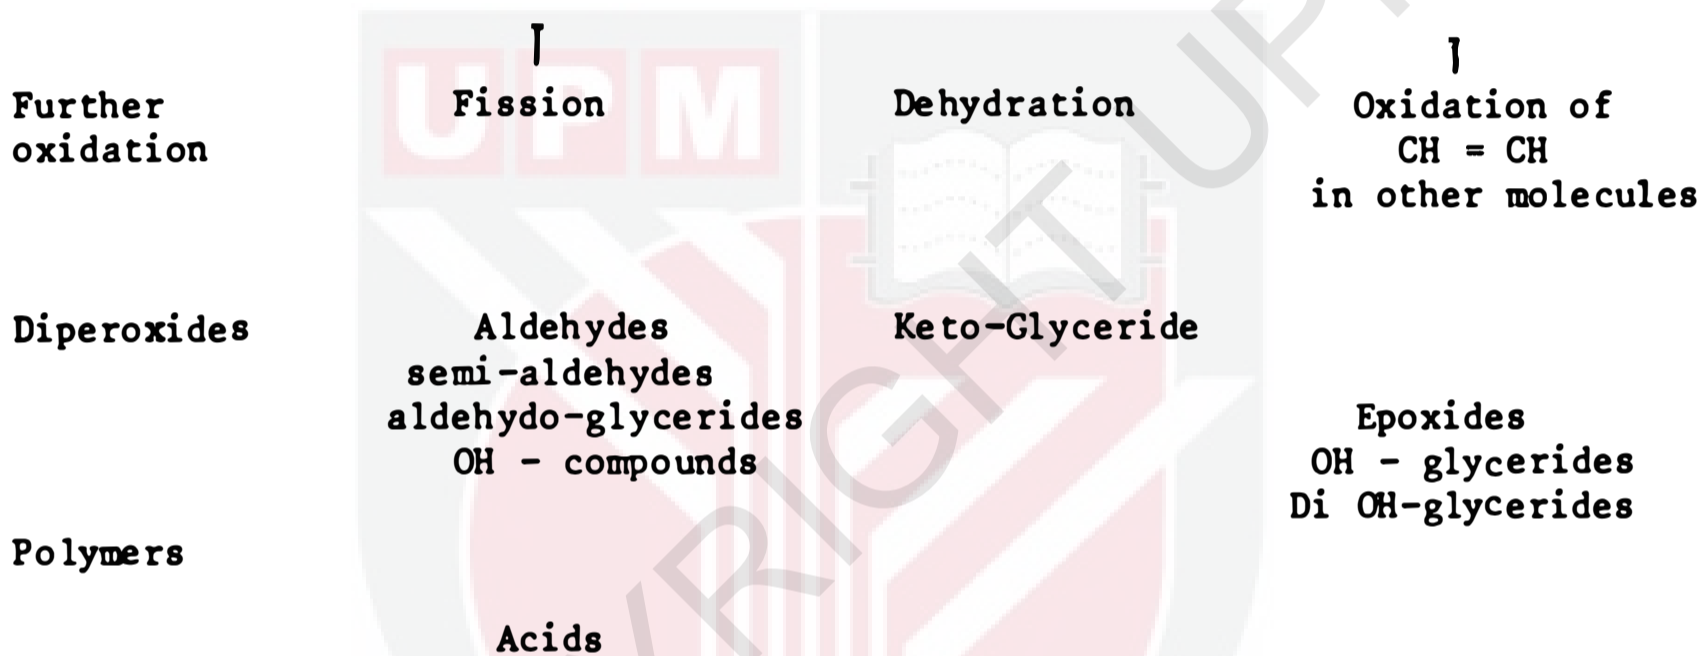 UPM
Further oxidation
Fission
Dehydration
Oxidation of
CH = CH
in other molecules
Diperoxides
Aldehydes
semi-aldehydes
aldehydo-glycerides
OH - compounds
Keto-Glyceride
Epoxides
OH - glycerides
Di OH-glycerides
Polymers
Acids